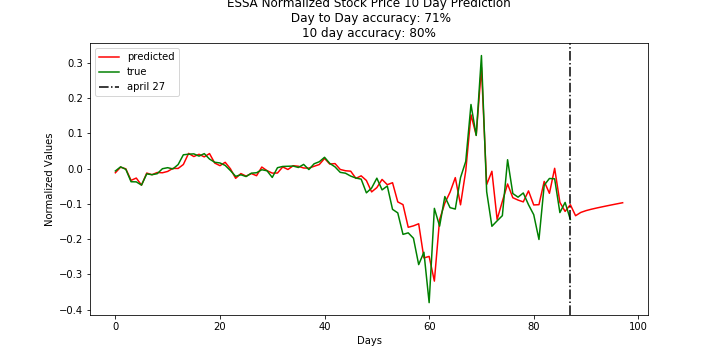 ESSA Normalized Stock Price 10 Day Prediction
Day to Day accuracy: 71%
10 day accuracy: 80%
predicted
true
april 27
Normalized Values
0.3
0.2
0.1
0.0
−0.1
−0.2
−0.3
−0.4
0 20 40 60 80 100
Days